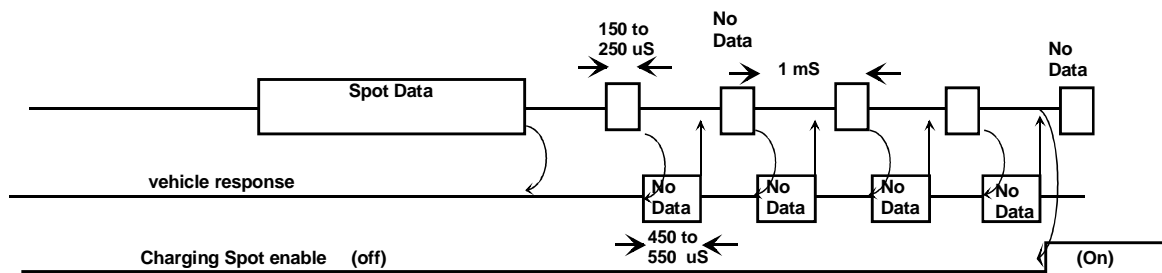 150 to
250 uS
No
Data
1 mS
No
Data
Spot Data
vehicle response
No
Data
No
Data
No
Data
No
Data
450 to
550 uS
Charging Spot enable (off)
(On)